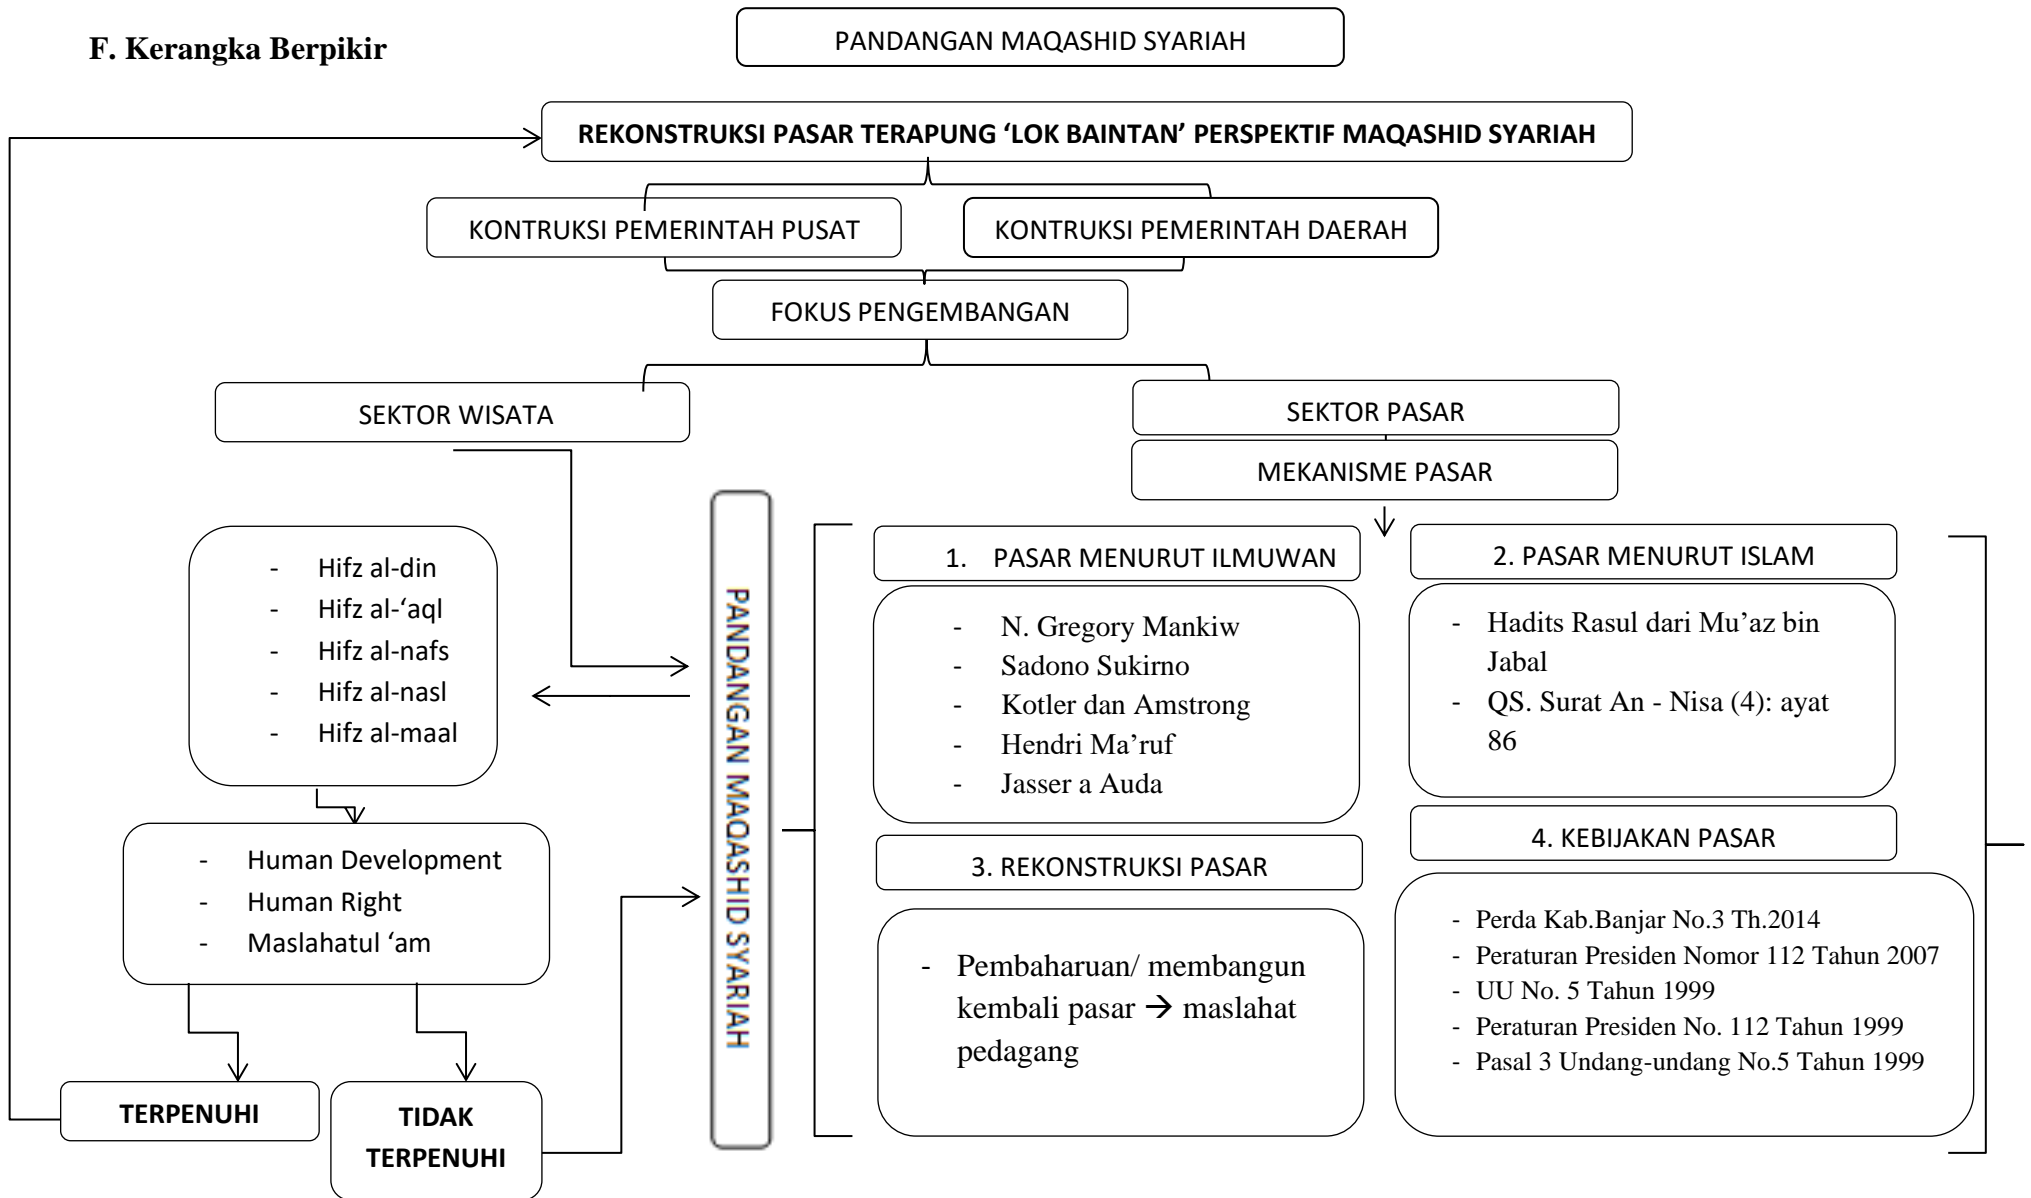 F. Kerangka Berpikir
PANDANGAN MAQASHID SYARIAH
REKONSTRUKSI PASAR TERAPUNG ‘LOK BAINTAN’ PERSPEKTIF MAQASHID SYARIAH
KONTRUKSI PEMERINTAH PUSAT
KONTRUKSI PEMERINTAH DAERAH
FOKUS PENGEMBANGAN
SEKTOR WISATA
SEKTOR PASAR
MEKANISME PASAR
- Hifz al-din
- Hifz al-‘aql
- Hifz al-nafs
- Hifz al-nasl
- Hifz al-maal
- Human Development
- Human Right
- Maslahatul ‘am
TERPENUHI
TIDAK
TERPENUHI
PANDANGAN MAQASHID SYARIAH
1. PASAR MENURUT ILMUWAN
- N. Gregory Mankiw
- Sadono Sukirno
- Kotler dan Amstrong
- Hendri Ma’ruf
- Jasser a Auda
2. PASAR MENURUT ISLAM
- Hadits Rasul dari Mu’az bin
Jabal
- QS. Surat An - Nisa (4): ayat
86
3. REKONSTRUKSI PASAR
- Pembaharuan/ membangun
kembali pasar → maslahat
pedagang
4. KEBIJAKAN PASAR
- Perda Kab.Banjar No.3 Th.2014
- Peraturan Presiden Nomor 112 Tahun 2007
- UU No. 5 Tahun 1999
- Peraturan Presiden No. 112 Tahun 1999
- Pasal 3 Undang-undang No.5 Tahun 1999